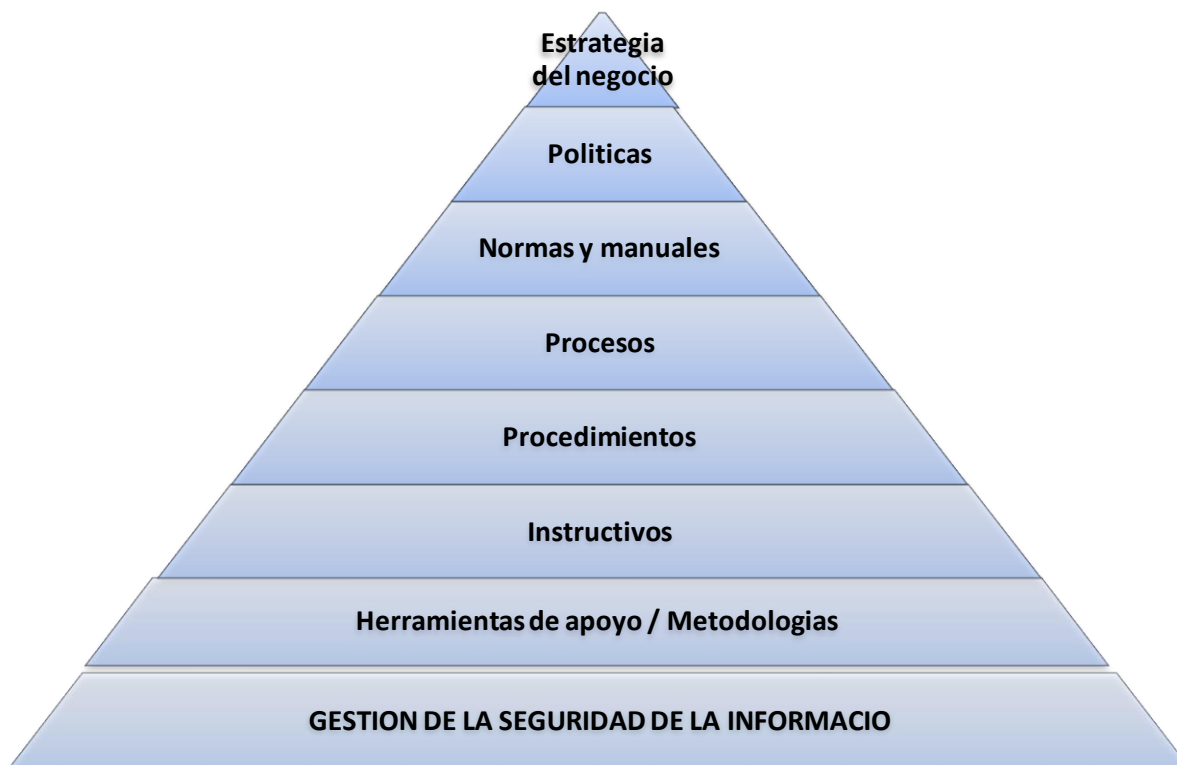 Estrategia
del negocio
Politicas
Normas y manuales
Procesos
Procedimientos
Instructivos
Herramientas de apoyo / Metodologias
GESTION DE LA SEGURIDAD DE LA INFORMACIO